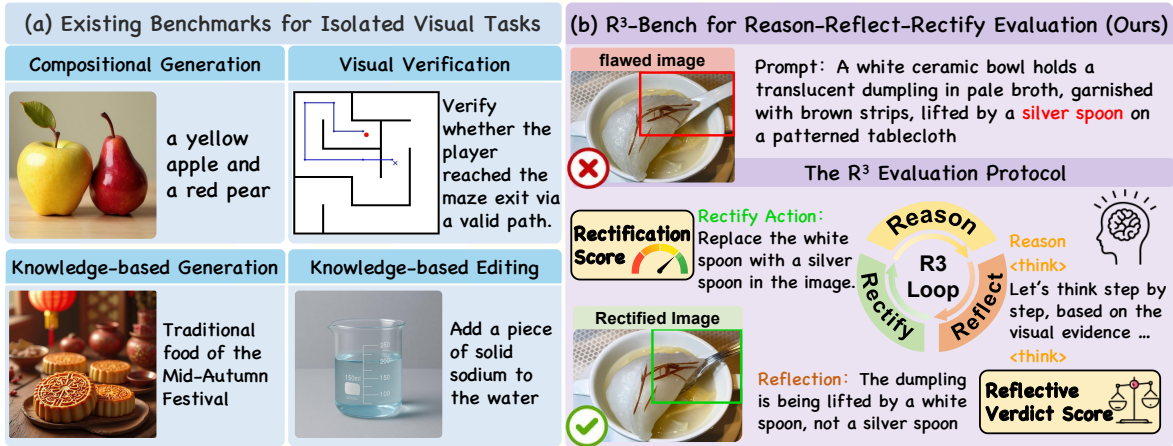 (a) Existing Benchmarks for Isolated Visual Tasks
Compositional Generation
a yellow
apple and
a red pear
Visual Verification
Verify
whether the
player
reached the
maze exit via
a valid path.
Knowledge-based Generation
Traditional
food of the
Mid-Autumn
Festival
Knowledge-based Editing
Add a piece
of solid
sodium to
the water
(b) R³-Bench for Reason-Reflect-Rectify Evaluation (Ours)
flawed image
Prompt: A white ceramic bowl holds a
translucent dumpling in pale broth, garnished
with brown strips, lifted by a silver spoon on
a patterned tablecloth
The R³ Evaluation Protocol
Rectification
Score
Rectify Action:
Replace the white
spoon with a silver
spoon in the image.
Reason
Reflect
Rectify
R3
Loop
Reason
<think>
Let's think step by
step, based on the
visual evidence ...
<think>
Rectified Image
Reflection: The dumpling
is being lifted by a white
spoon, not a silver spoon
Reflective
Verdict Score